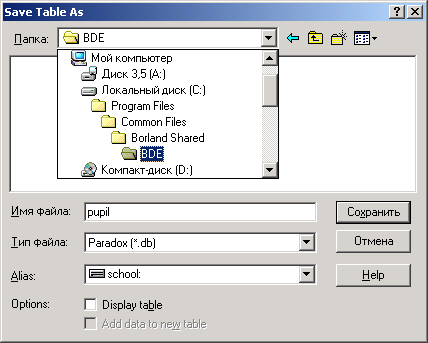 Save Table As
Папка: BDE
Мой компьютер
Диск 3,5 (A:)
Локальный диск (C:)
Program Files
Common Files
Borland Shared
BDE
Компакт-диск (D:)
Имя файла: pupil Сохранить
Тип файла: Paradox (*.db) Отмена
Alias: school: Help
Options: Display table
Add data to new table